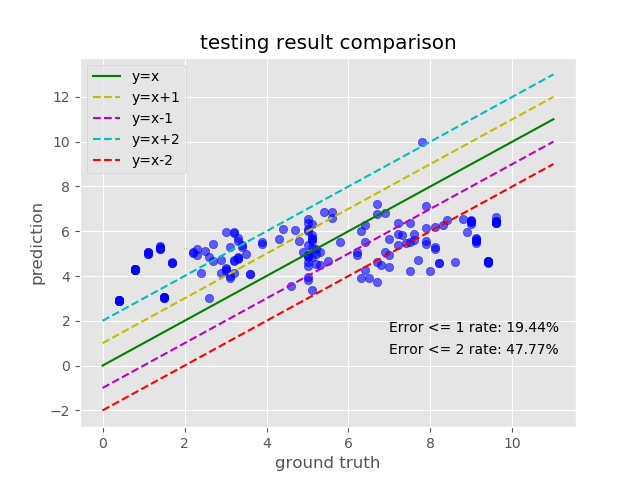 testing result comparison
y=x
y=x+1
y=x-1
y=x+2
y=x-2
12
10
8
6
4
2
0
−2
prediction
Error <= 1 rate: 19.44%
Error <= 2 rate: 47.77%
0
2
4
6
8
10
ground truth